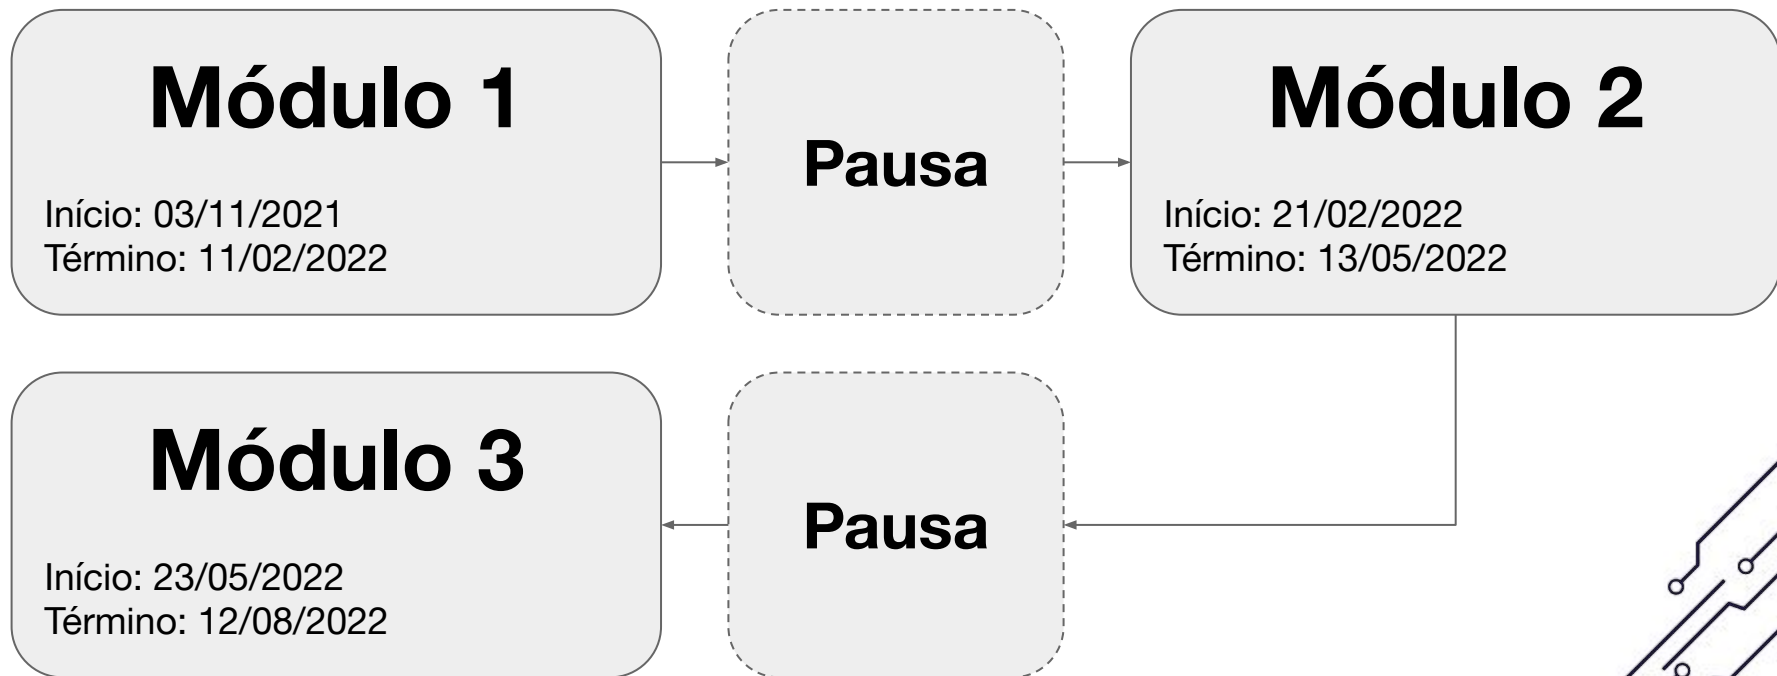 Módulo 1
Início: 03/11/2021
Término: 11/02/2022
Pausa
Módulo 2
Início: 21/02/2022
Término: 13/05/2022
Pausa
Módulo 3
Início: 23/05/2022
Término: 12/08/2022